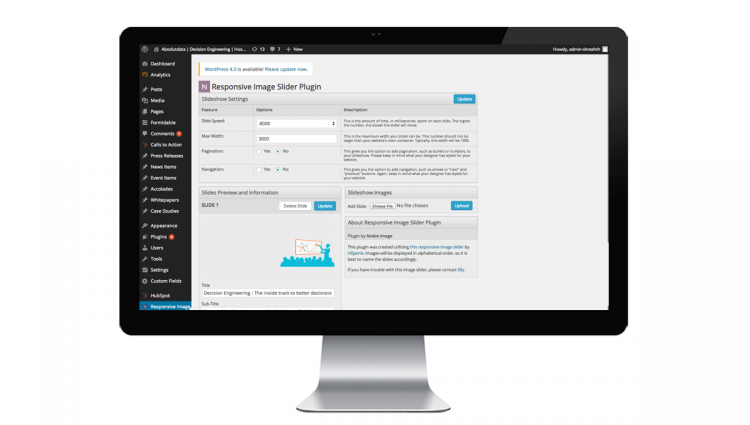 Absolutdata | Decision Engineering | Hos... 13 7 + New Howdy, admin-shreshth
Dashboard
Analytics
Posts
Media
Pages
Formidable
Comments
Calls to Action
Press Releases
News Items
Event Items
Accolades
Whitepapers
Case Studies
Appearance
Plugins
Users
Tools
Settings
Custom Fields
HubSpot
Responsive Image
WordPress 4.0 is available! Please update now.
N Responsive Image Slider Plugin
Slideshow Settings Update
Feature Options Description
Slide Speed: 8000 This is the amount of time, in milliseconds, spent on each slide. The higher
the number, the slower the slider will move.
Max Width: 3000 This is the maximum width your slider can be. This number should not be
larger than your website's main container. Typically, this width will be 1000.
Pagination: Yes No This gives you the option to add pagination, such as bullets or numbers, to
your slideshow. Please keep in mind what your designer has styled for your
website.
Navigation: Yes No This gives you the option to add navigation, such as arrows or "next" and
"previous" buttons. Again, keep in mind what your designer has styled for
your website.
Slides Preview and Information
SLIDE 1 Delete Slide Update
Title
Decision Engineering : The inside track to better decisions
Sub-Title
Slideshow Images
Add Slide: Choose File No file chosen Upload
About Responsive Image Slider Plugin
Plugin by Noble Image
This plugin was created utilizing this responsive image slider by
Viljamis. Images will be displayed in alphabetical order, so it is
best to name the slides accordingly.
If you have trouble with this image slider, please contact Elly.